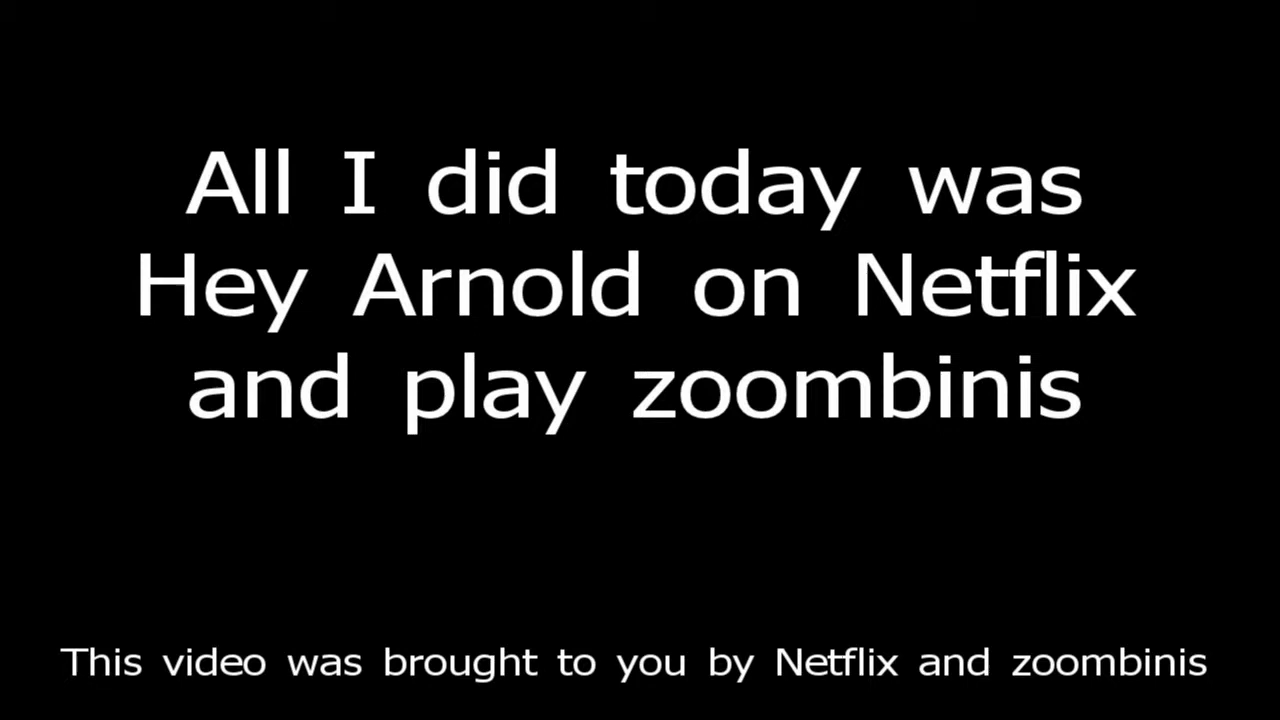 All I did today was
Hey Arnold on Netflix
and play zoombinis
This video was brought to you by Netflix and zoombinis